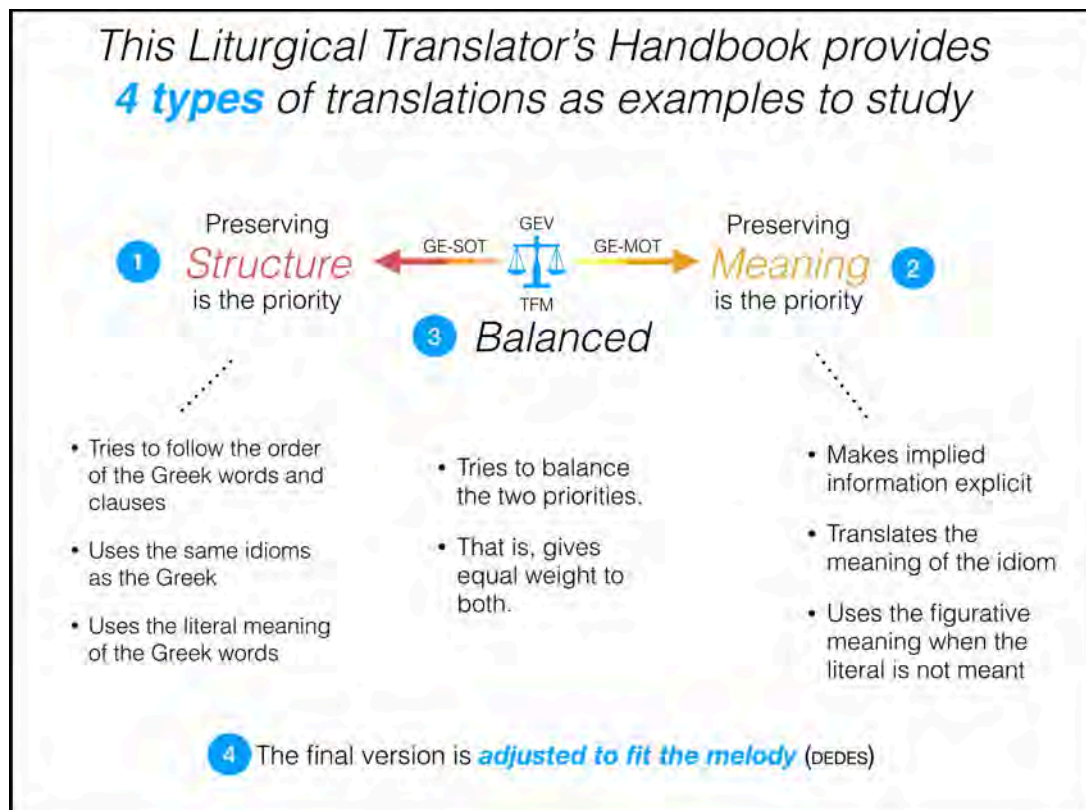 This Liturgical Translator's Handbook provides
4 types of translations as examples to study
1
Preserving
Structure
is the priority
GE-SOT
GEV
TFM
GE-MOT
Preserving
Meaning
is the priority
2
3 Balanced
• Tries to follow the order
of the Greek words and
clauses
• Uses the same idioms
as the Greek
• Uses the literal meaning
of the Greek words
• Tries to balance
the two priorities.
• That is, gives
equal weight to
both.
• Makes implied
information explicit
• Translates the
meaning of the idiom
• Uses the figurative
meaning when the
literal is not meant
4 The final version is adjusted to fit the melody (DEDES)